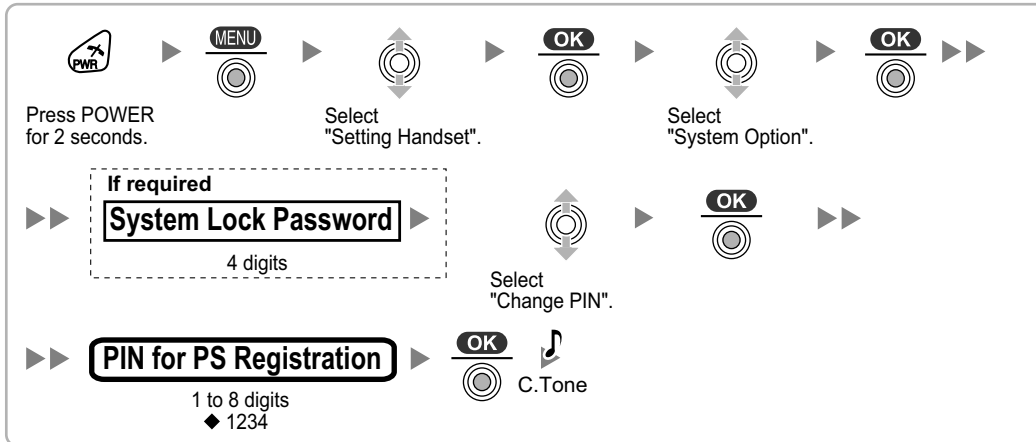 PWR
MENU
OK
OK
Press POWER
for 2 seconds.
Select
"Setting Handset".
Select
"System Option".
If required
System Lock Password
4 digits
OK
Select
"Change PIN".
PIN for PS Registration
1 to 8 digits
◆ 1234
OK
C.Tone